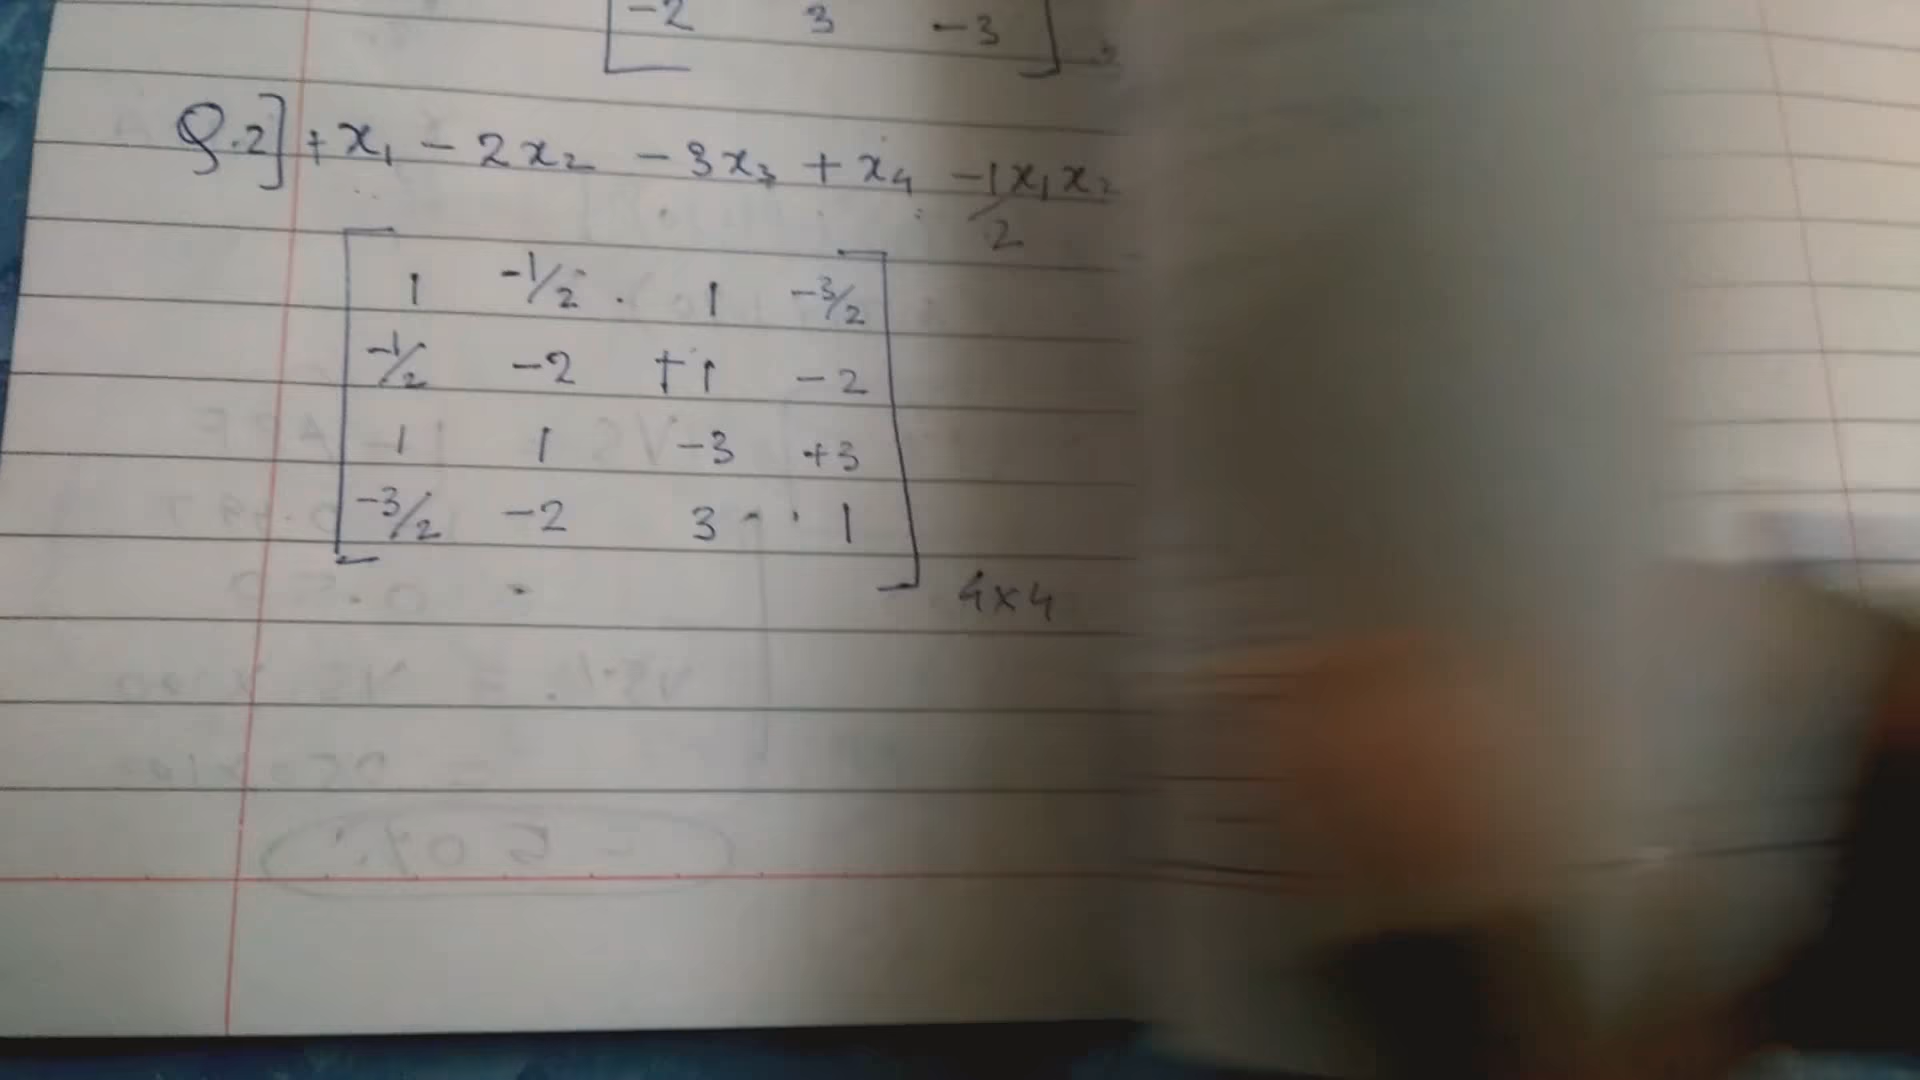 -2 3 -3
Q.2] + x₁ - 2x₂ - 3x₃ + x₄ - 1/2 x₁x₂
1 -1/2 1 -3/2
-1/2 -2 +1 -2
1 1 -3 +3
-3/2 -2 3 1
4×4